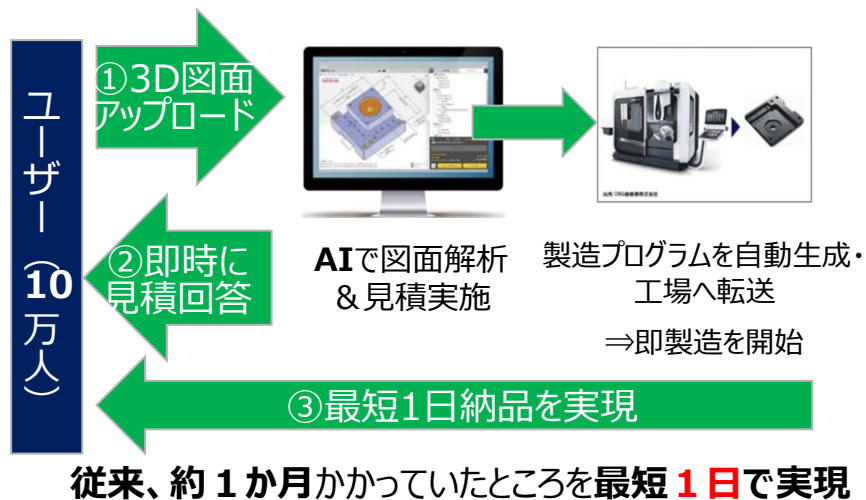 ユーザー（10万人）
①3D図面
アップロード
②即時に
見積回答
AIで図面解析
＆見積実施
製造プログラムを自動生成・
工場へ転送
⇒即製造を開始
③最短1日納品を実現
従来、約１か月かかっていたところを最短１日で実現